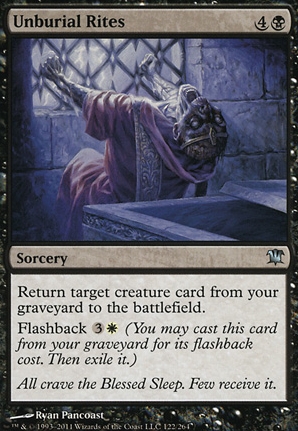 Unburial Rites 4
Sorcery
Return target creature card from your
graveyard to the battlefield.
Flashback 3 (You may cast this card
from your graveyard for its flashback
cost. Then exile it.)
All crave the Blessed Sleep. Few receive it.
Ryan Pancoast
™ & © 1993-2011 Wizards of the Coast LLC 122/264